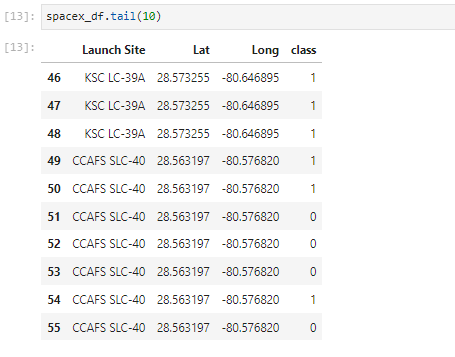 [13]: spacex_df.tail(10)
[13]:
Launch Site Lat Long class
46 KSC LC-39A 28.573255 -80.646895 1
47 KSC LC-39A 28.573255 -80.646895 1
48 KSC LC-39A 28.573255 -80.646895 1
49 CCAFS SLC-40 28.563197 -80.576820 1
50 CCAFS SLC-40 28.563197 -80.576820 1
51 CCAFS SLC-40 28.563197 -80.576820 0
52 CCAFS SLC-40 28.563197 -80.576820 0
53 CCAFS SLC-40 28.563197 -80.576820 0
54 CCAFS SLC-40 28.563197 -80.576820 1
55 CCAFS SLC-40 28.563197 -80.576820 0